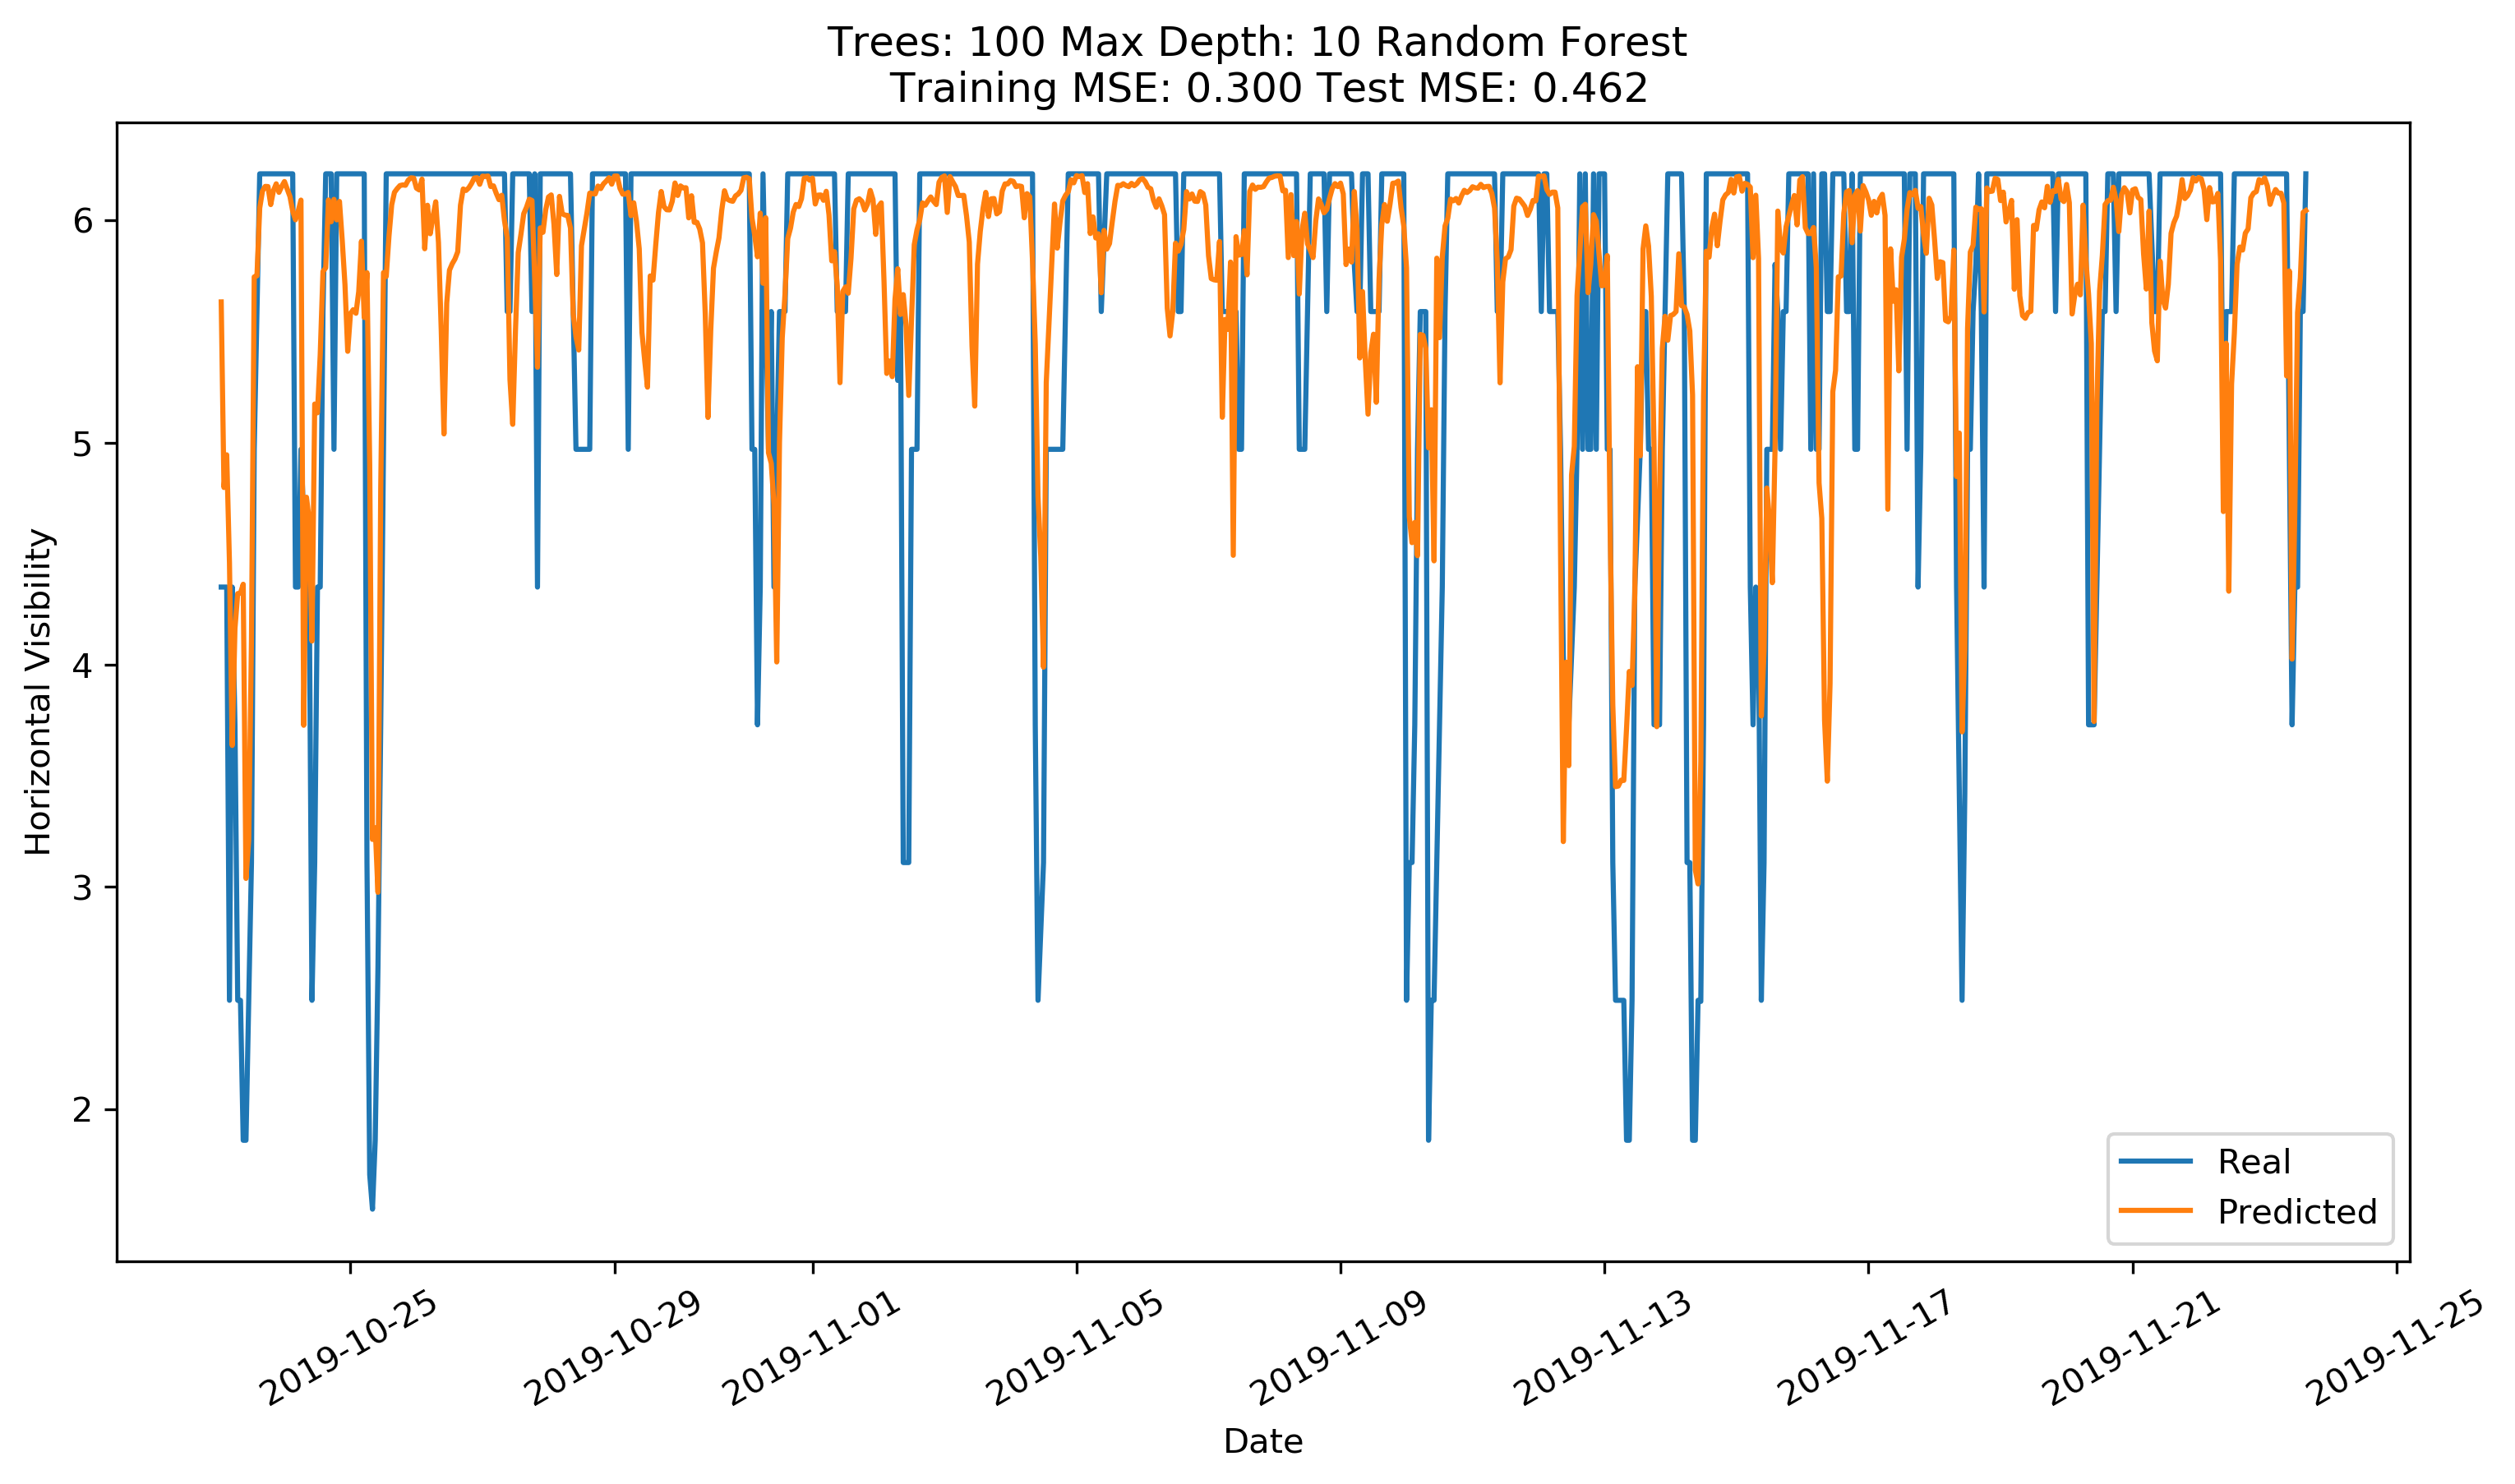 Trees: 100 Max Depth: 10 Random Forest
Training MSE: 0.300 Test MSE: 0.462
Horizontal Visibility
6
5
4
3
2
Real
Predicted
2019-10-25
2019-10-29
2019-11-01
2019-11-05
2019-11-09
2019-11-13
2019-11-17
2019-11-21
2019-11-25
Date